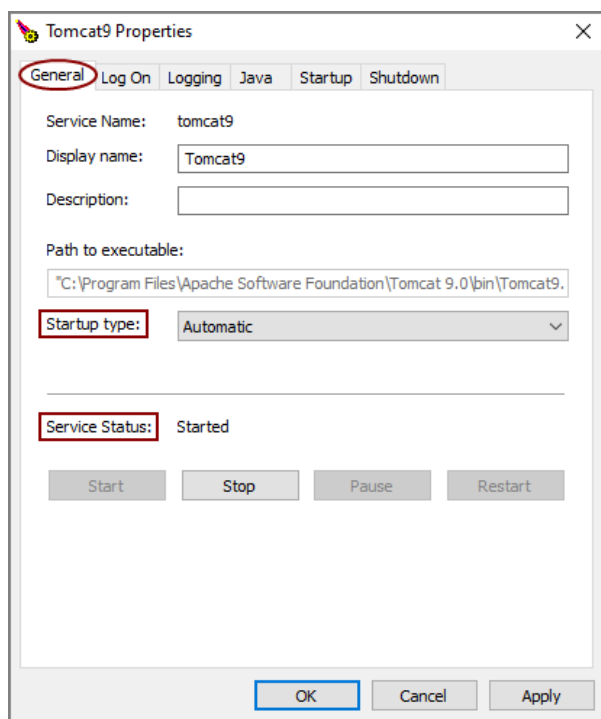 Tomcat9 Properties
General Log On Logging Java Startup Shutdown
Service Name: tomcat9
Display name: Tomcat9
Description:
Path to executable:
"C:\Program Files\Apache Software Foundation\Tomcat 9.0\bin\Tomcat9.
Startup type: Automatic
Service Status: Started
Start Stop Pause Restart
OK Cancel Apply